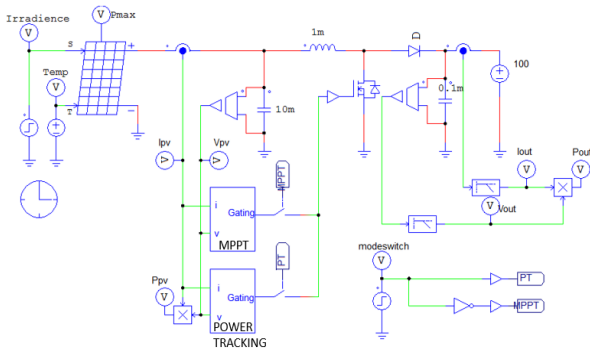 Irradience
Pmax
S
+
Temp
T
-
1m
D
100
10m
0.1m
Ipv
Vpv
MPPT
i
Gating
v
MPPT
PT
i
Gating
v
POWER
TRACKING
Ppv
Iout
Pout
Vout
modeswitch
PT
MPPT
V
V
V
V
V
V
V
V
V
V